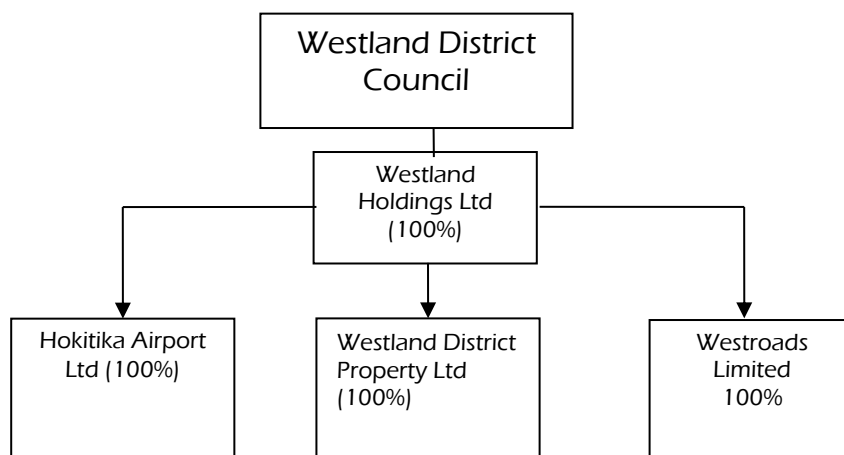 Westland District
Council
Westland
Holdings Ltd
(100%)
Hokitika Airport
Ltd (100%)
Westland District
Property Ltd
(100%)
Westroads
Limited
100%